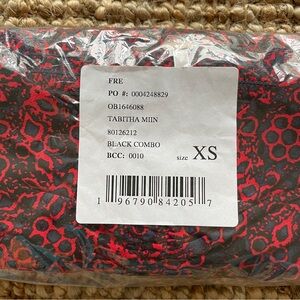 FRE
PO #: 0004248829
OB1646088
TABITHA MIIN
80126212
BLACK COMBO
BCC: 0010 size XS
1 96790 84205 7